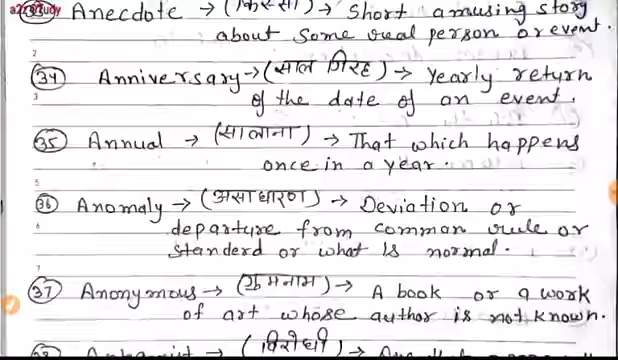 Anecdote → (किस्सा) → Short amusing story
about some real person or event.
34 Anniversary → (साल गिरह) → Yearly return
of the date of an event.
35 Annual → (सालाना) → That which happens
once in a year.
36 Anomaly → (असाधारण) → Deviation or
departure from common rule or
standerd or what is normal.
37 Anonymous → (गुमनाम) → A book or a work
of art whose author is not known.
(विरोधी) →